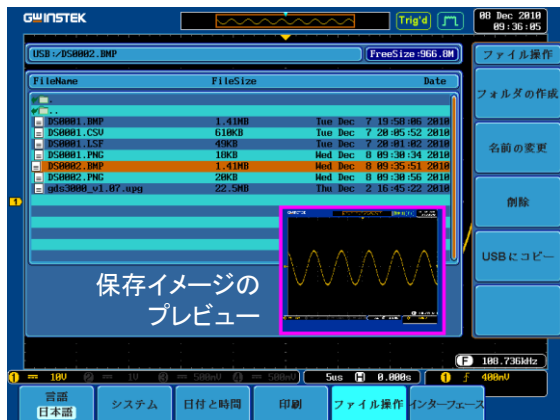 GWINSTEK
Trig'd
08 Dec 2010
09:36:05
USB:/DS0002.BMP
FreeSize:966.8M
FileName FileSize Date
.
..
DS0001.BMP 1.41MB Tue Dec 7 19:58:06 2010
DS0001.CSV 610KB Tue Dec 7 20:05:52 2010
DS0001.LSF 49KB Tue Dec 7 20:01:02 2010
DS0001.PNG 18KB Wed Dec 8 09:30:34 2010
DS0002.BMP 1.41MB Wed Dec 8 09:35:51 2010
DS0002.PNG 20KB Wed Dec 8 09:30:56 2010
gds3000_v1.07.upg 22.5MB Thu Dec 2 16:45:22 2010
保存イメージの
プレビュー
ファイル操作
フォルダの作成
名前の変更
削除
USBにコピー
F 108.736kHz
1 10V 2 1V 3 500mV 4 500mV 5us H 0.000s 1 400mV
言語
日本語
システム
日付と時間
印刷
ファイル操作
インターフェース